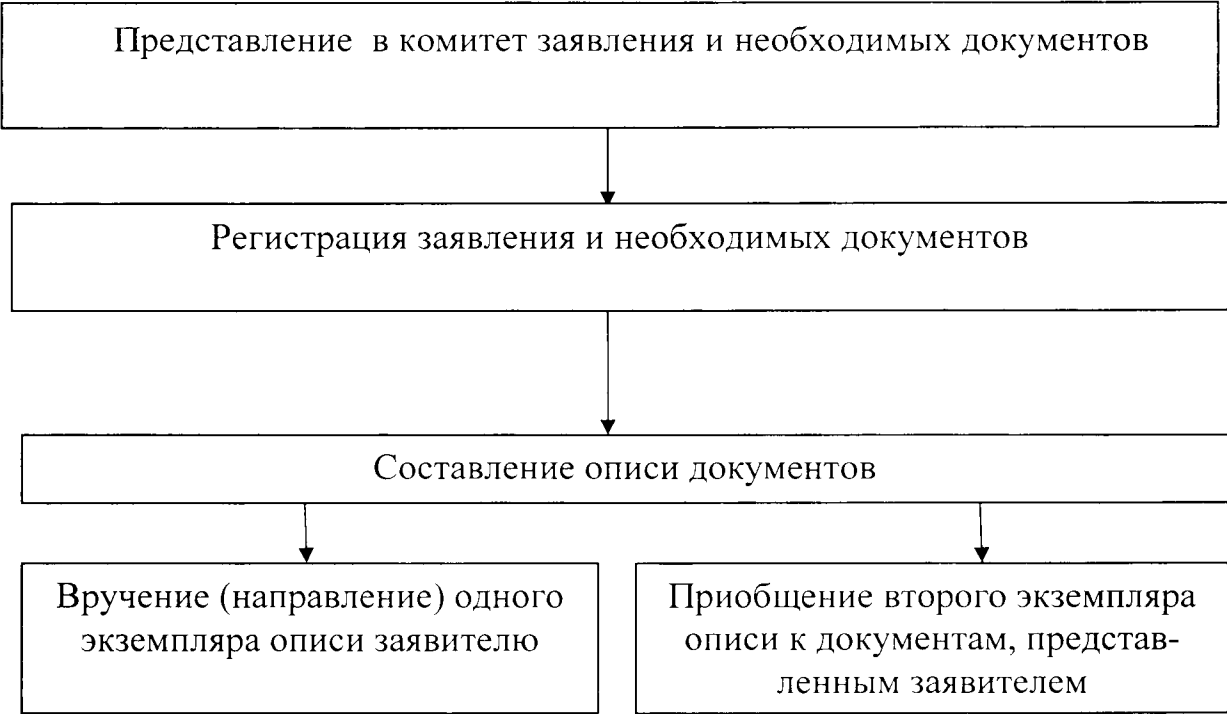 Представление в комитет заявления и необходимых документов
Регистрация заявления и необходимых документов
Составление описи документов
Вручение (направление) одного
экземпляра описи заявителю
Приобщение второго экземпляра
описи к документам, представ-
ленным заявителем